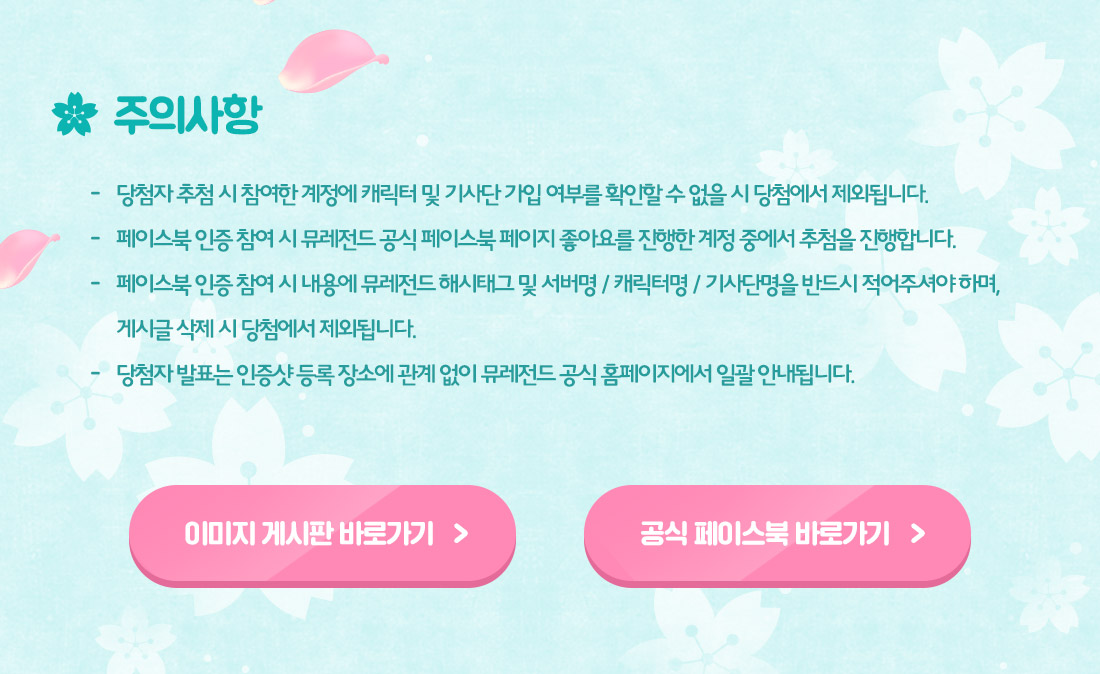 주의사항
- 당첨자 추첨 시 참여한 계정에 캐릭터 및 기사단 가입 여부를 확인할 수 없을 시 당첨에서 제외됩니다.
- 페이스북 인증 참여 시 뮤레전드 공식 페이스북 페이지 좋아요를 진행한 계정 중에서 추첨을 진행합니다.
- 페이스북 인증 참여 시 내용에 뮤레전드 해시태그 및 서버명 / 캐릭터명 / 기사단명을 반드시 적어주셔야 하며,
게시글 삭제 시 당첨에서 제외됩니다.
- 당첨자 발표는 인증샷 등록 장소에 관계 없이 뮤레전드 공식 홈페이지에서 일괄 안내됩니다.
이미지 게시판 바로가기 >
공식 페이스북 바로가기 >